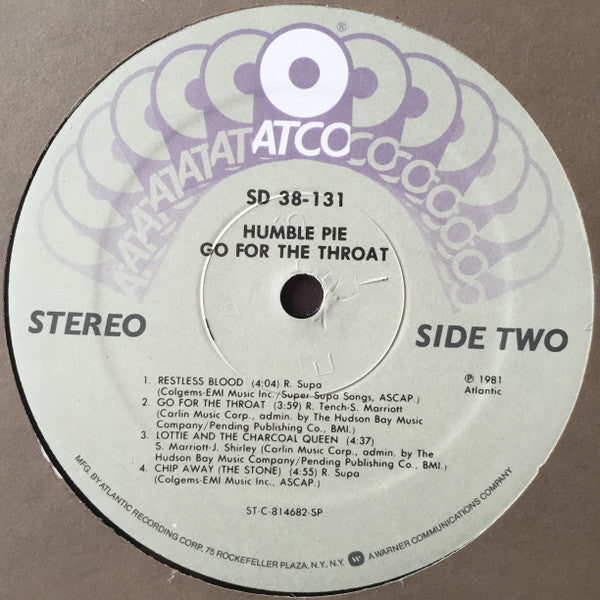 ®
ATATATATATCOCOCOCOCO
SD 38-131
HUMBLE PIE
GO FOR THE THROAT
STEREO
SIDE TWO
1. RESTLESS BLOOD (4:04) R. Supa
(Colgems-EMI Music Inc./Super Supa Songs, ASCAP.)
2. GO FOR THE THROAT (3:59) R. Tench-S. Marriott
(Carlin Music Corp., admin. by The Hudson Bay Music
Company/Pending Publishing Co., BMI.)
3. LOTTIE AND THE CHARCOAL QUEEN (4:37)
S. Marriott-J. Shirley (Carlin Music Corp., admin. by The
Hudson Bay Music Company/Pending Publishing Co., BMI.)
4. CHIP AWAY (THE STONE) (4:55) R. Supa
(Colgems-EMI Music Inc., ASCAP.)
℗ 1981
Atlantic
ST-C-814682-SP
MFG. BY ATLANTIC RECORDING CORP. 75 ROCKEFELLER PLAZA, N.Y., N.Y. A WARNER COMMUNICATIONS COMPANY